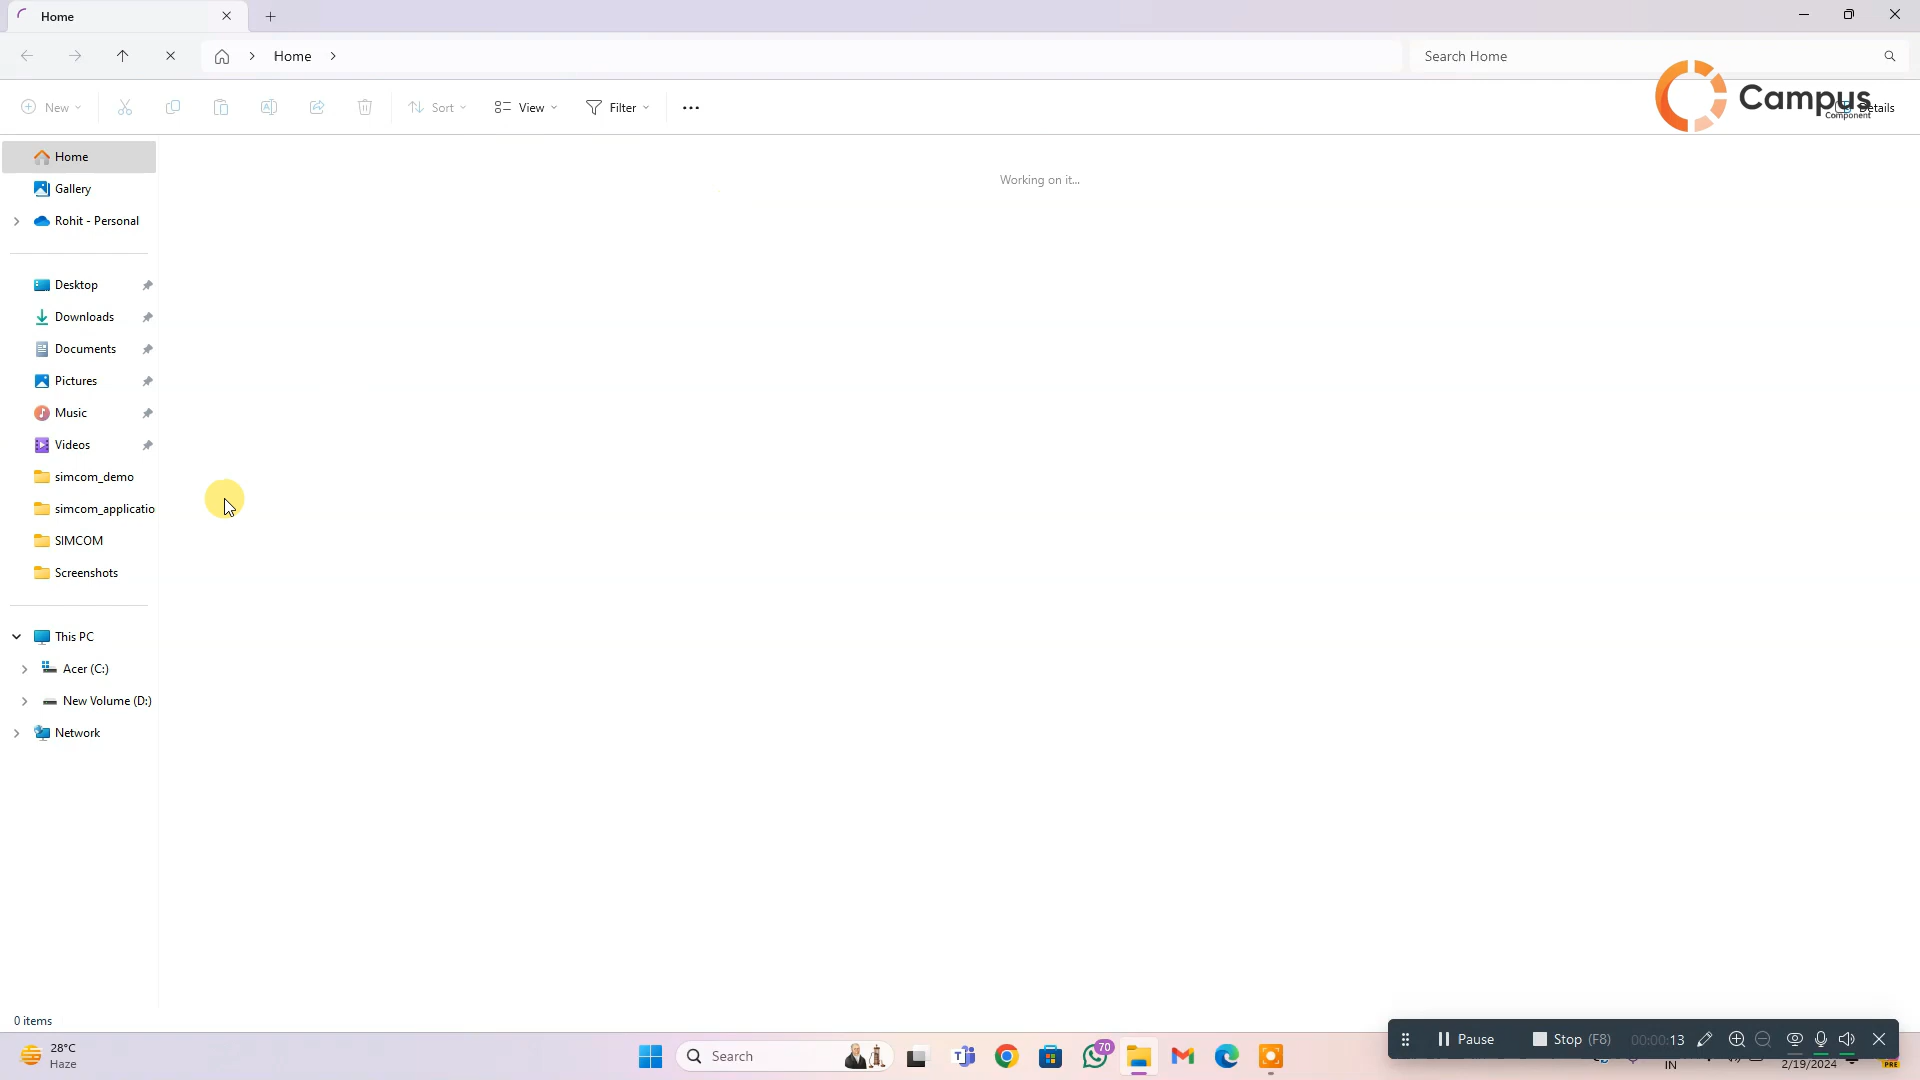 Home
Home
Search Home
New
Sort
View
Filter
Details
Campus
Component
Home
Gallery
Rohit - Personal
Working on it...
Desktop
Downloads
Documents
Pictures
Music
Videos
simcom_demo
simcom_applicatio
SIMCOM
Screenshots
This PC
Acer (C:)
New Volume (D:)
Network
0 items
28°C
Haze
Search
70
Pause
Stop (F8)
00:00:13
IN
2/19/2024
PRE